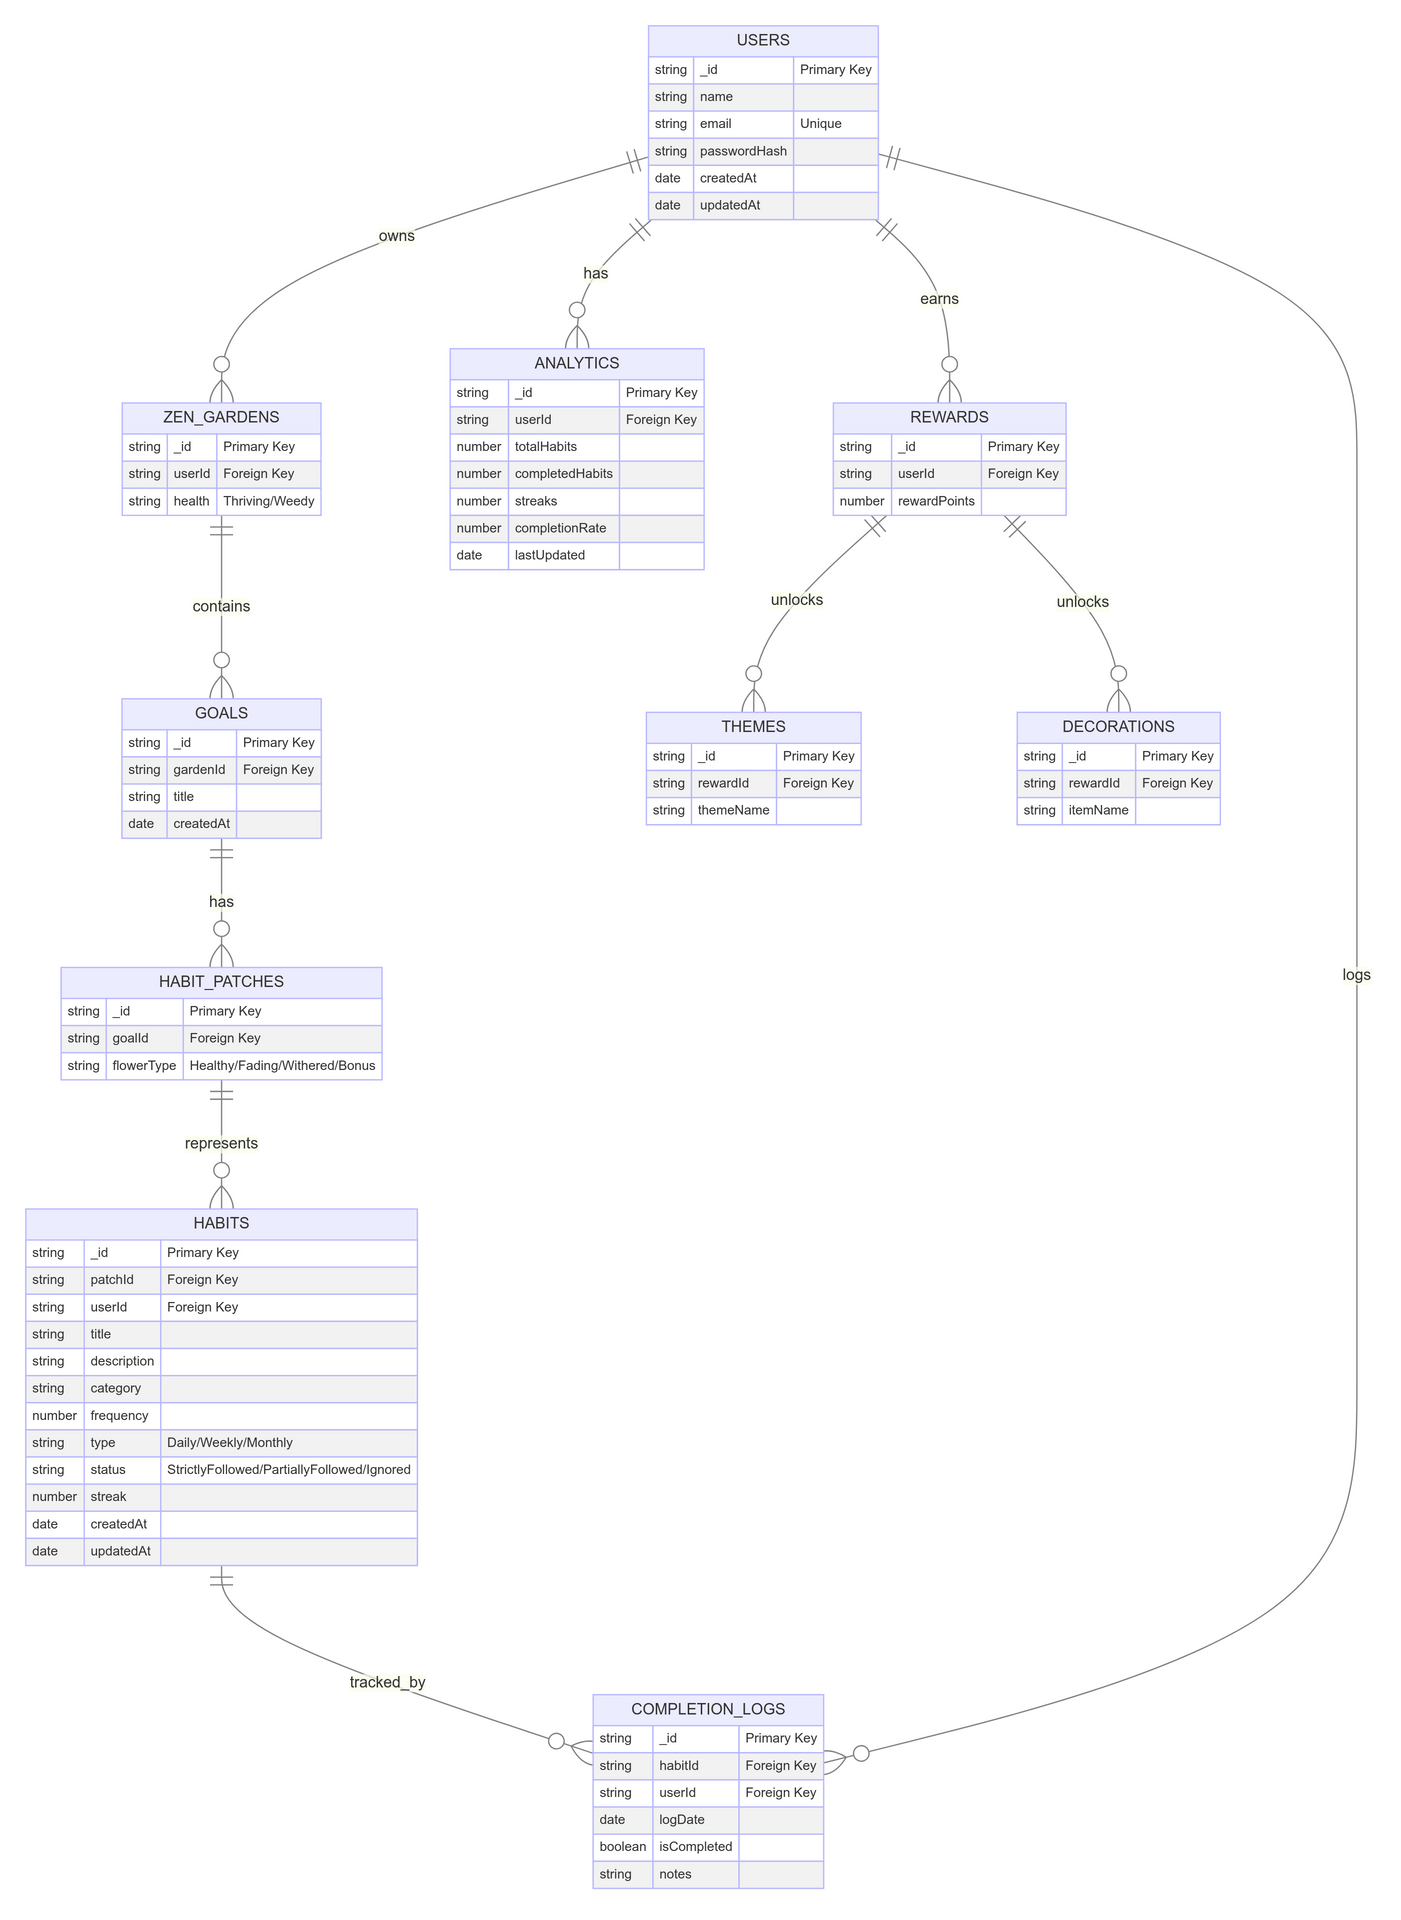 USERS
string _id Primary Key
string name
string email Unique
string passwordHash
date createdAt
date updatedAt
owns
has
earns
ANALYTICS
string _id Primary Key
string userId Foreign Key
number totalHabits
number completedHabits
number streaks
number completionRate
date lastUpdated
ZEN_GARDENS
string _id Primary Key
string userId Foreign Key
string health Thriving/Weedy
REWARDS
string _id Primary Key
string userId Foreign Key
number rewardPoints
contains
unlocks
unlocks
GOALS
string _id Primary Key
string gardenId Foreign Key
string title
date createdAt
THEMES
string _id Primary Key
string rewardId Foreign Key
string themeName
DECORATIONS
string _id Primary Key
string rewardId Foreign Key
string itemName
has
logs
HABIT_PATCHES
string _id Primary Key
string goalId Foreign Key
string flowerType Healthy/Fading/Withered/Bonus
represents
HABITS
string _id Primary Key
string patchId Foreign Key
string userId Foreign Key
string title
string description
string category
number frequency
string type Daily/Weekly/Monthly
string status StrictlyFollowed/PartiallyFollowed/Ignored
number streak
date createdAt
date updatedAt
tracked_by
COMPLETION_LOGS
string _id Primary Key
string habitId Foreign Key
string userId Foreign Key
date logDate
boolean isCompleted
string notes